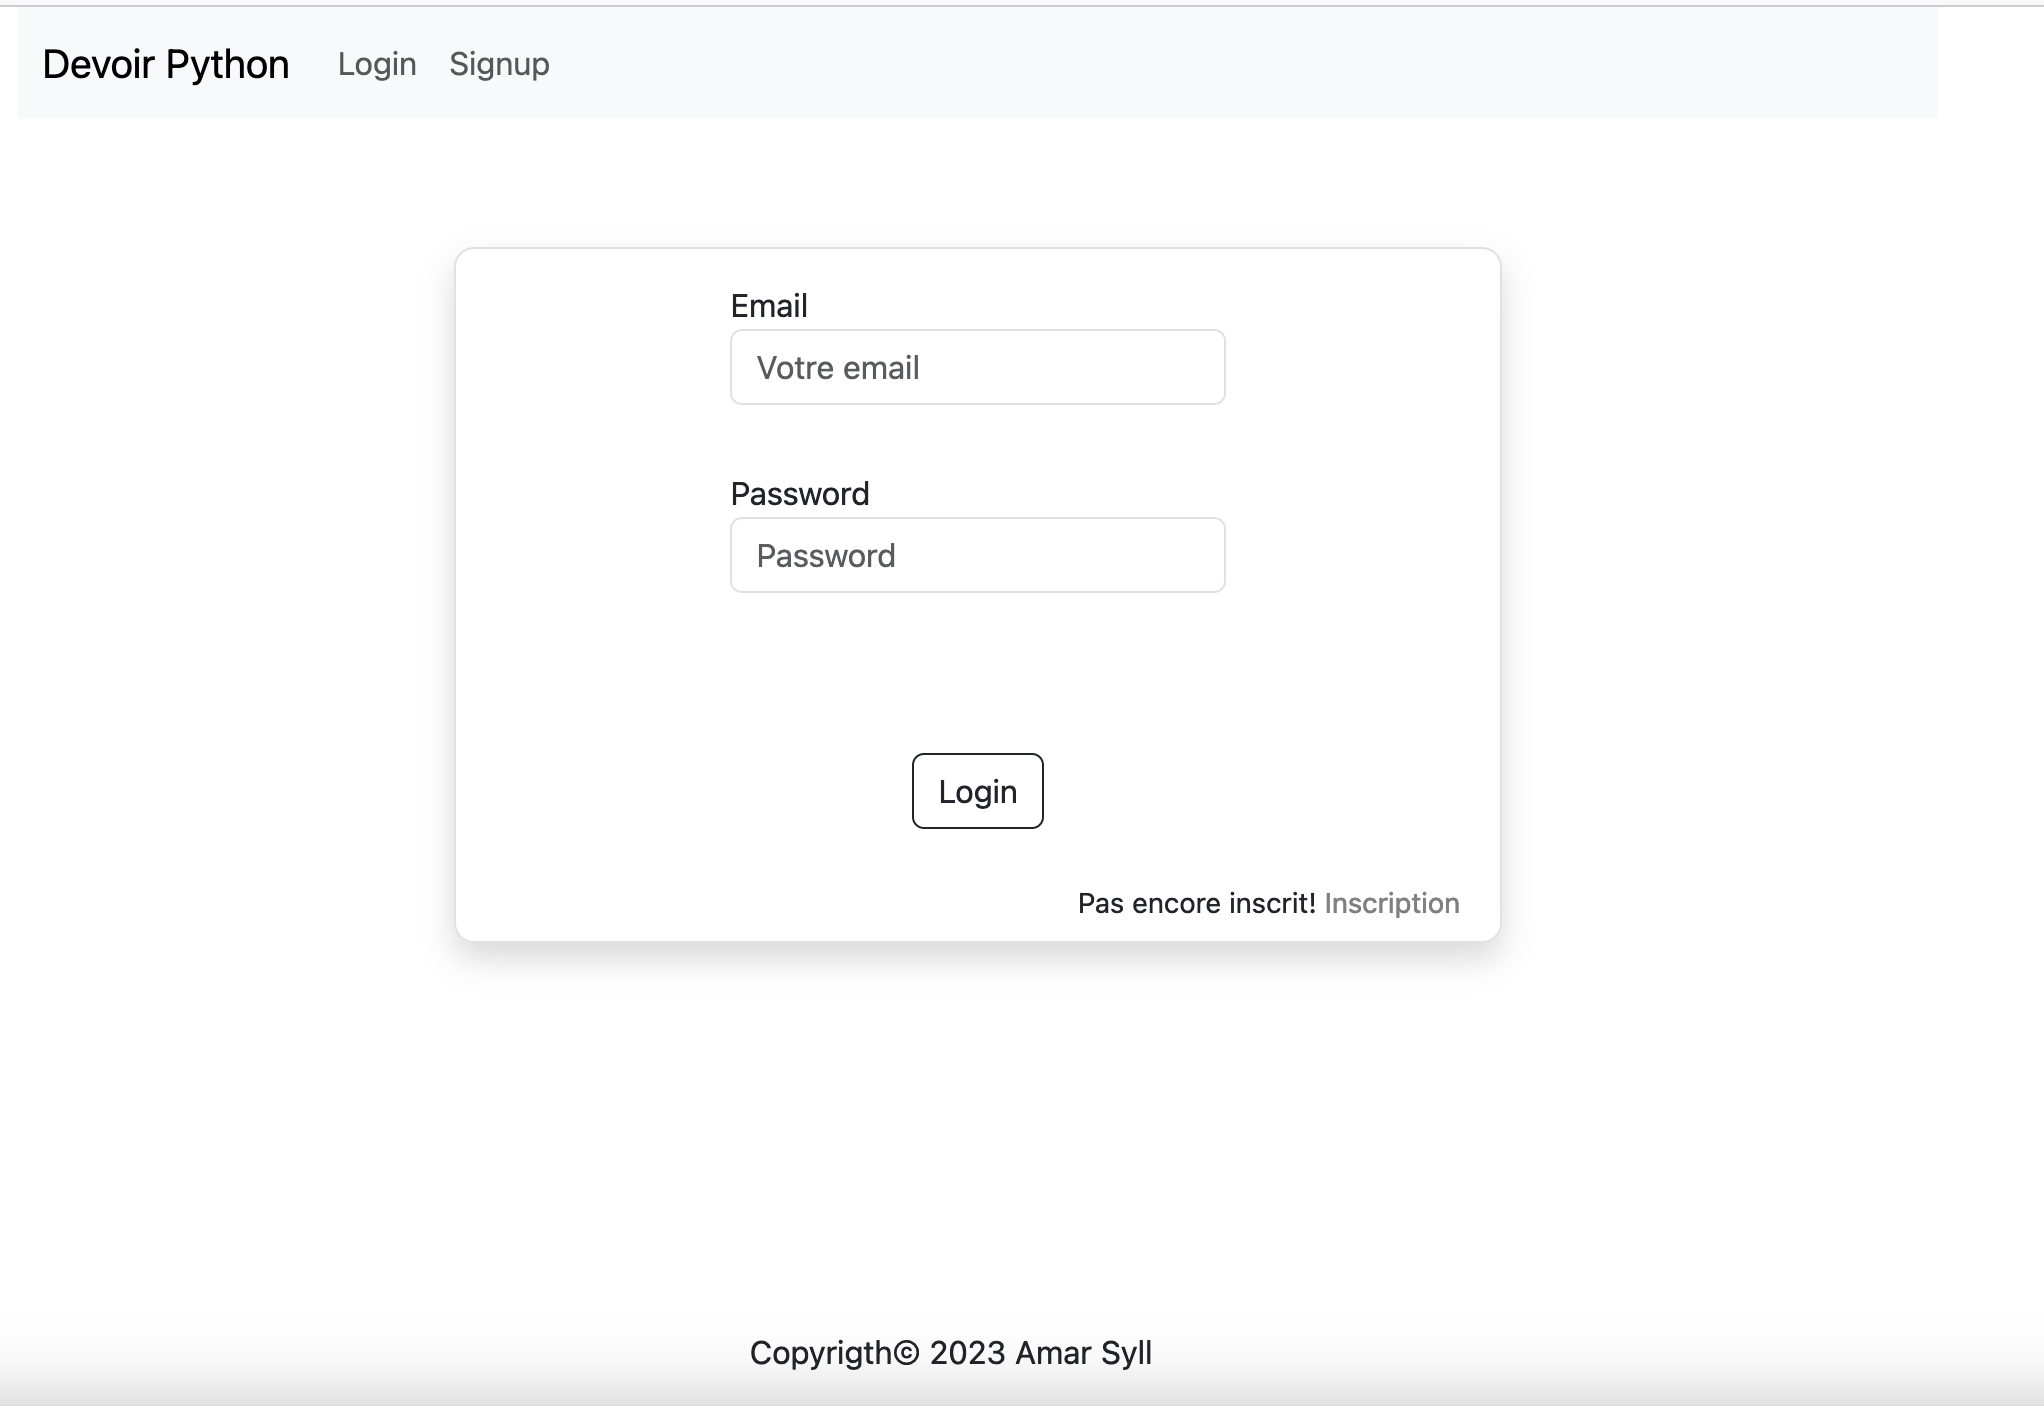 Devoir Python Login Signup
Email
Votre email
Password
Password
Login
Pas encore inscrit! Inscription
Copyrigth© 2023 Amar Syll